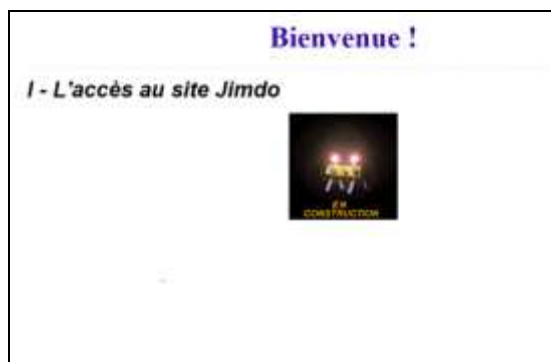 Bienvenue !
I - L'accès au site Jimdo
EN
CONSTRUCTION